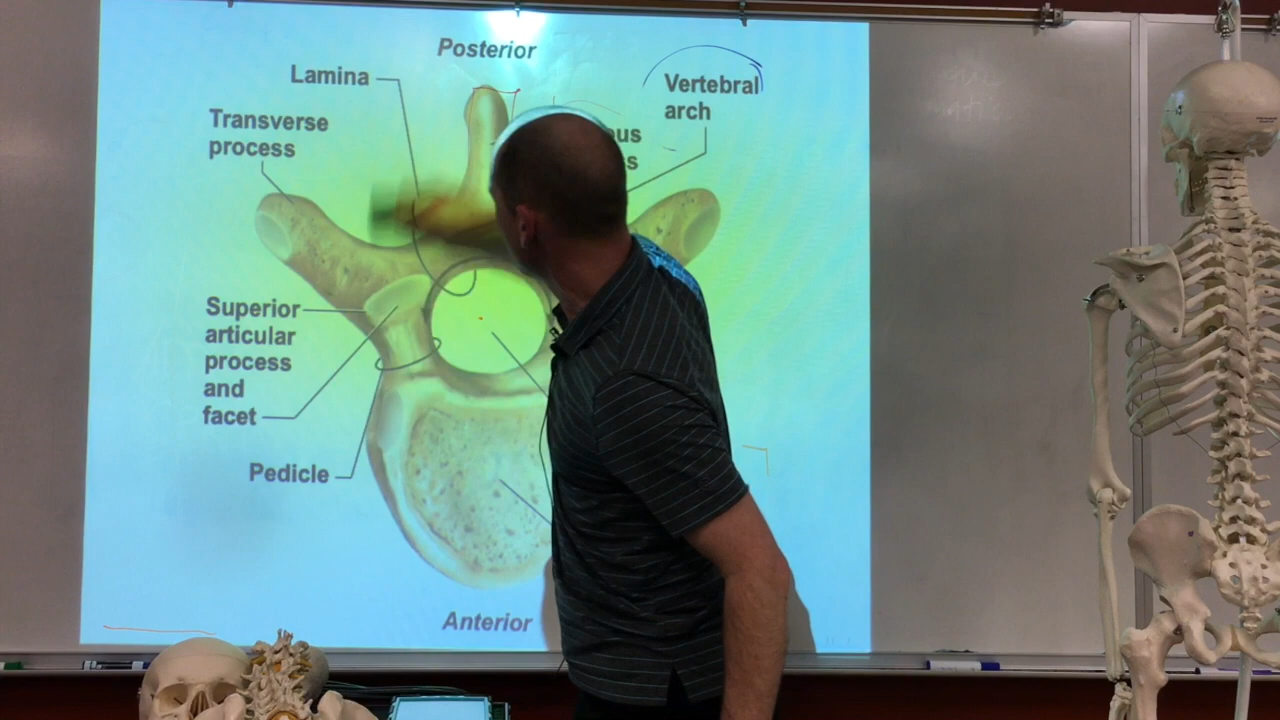 Posterior
Lamina
Vertebral
arch
Transverse
process
Superior
articular
process
and
facet
Pedicle
Anterior